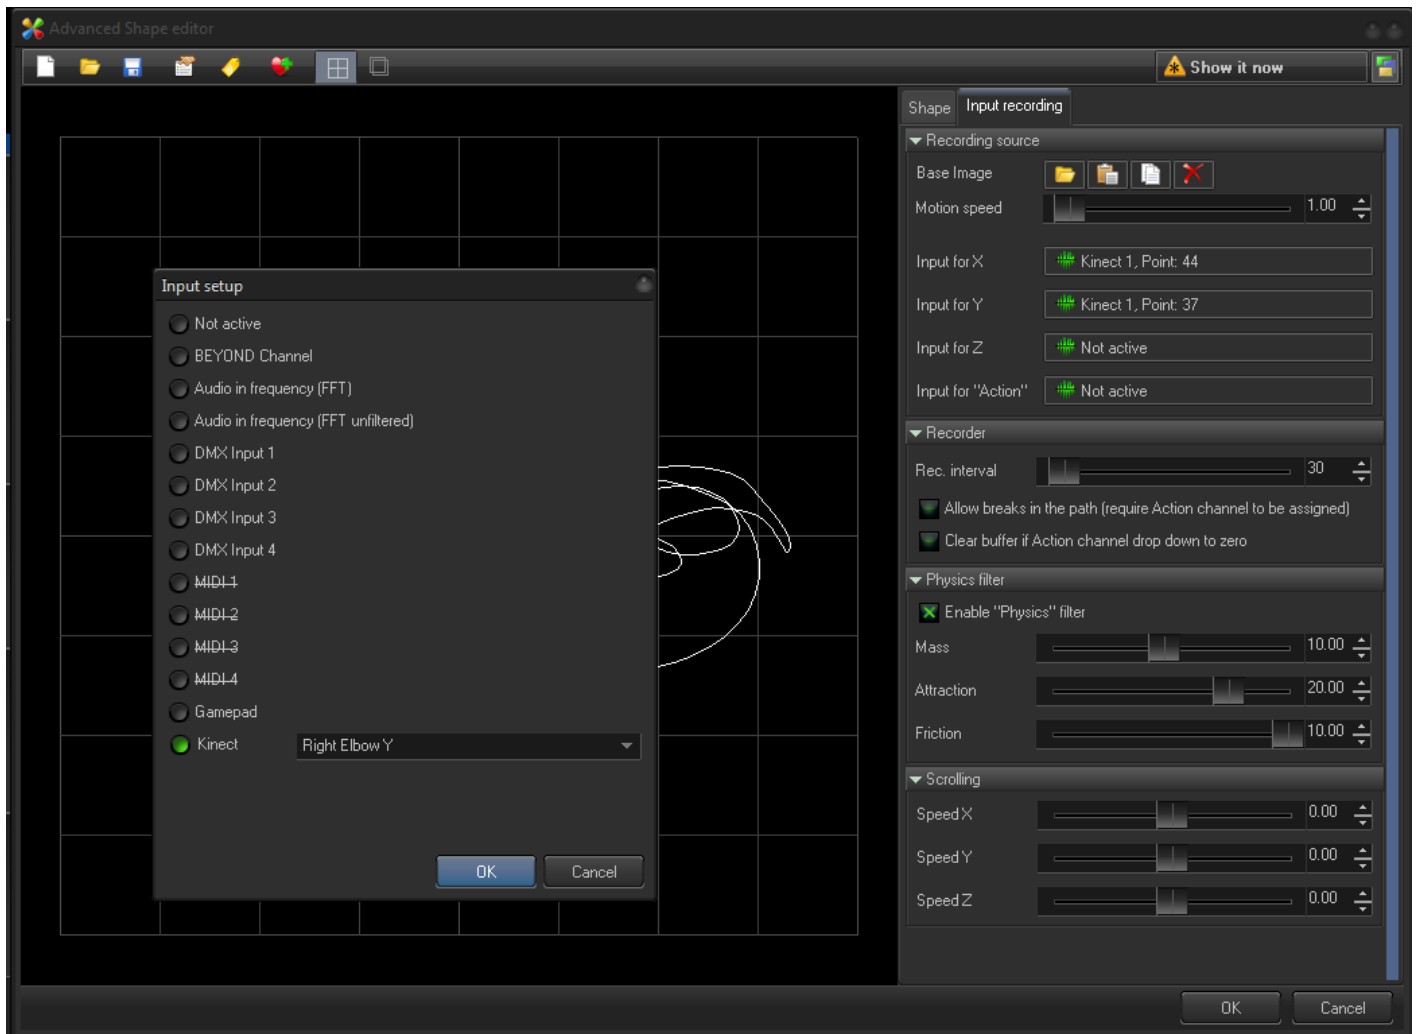 Advanced Shape editor
Show it now
Shape Input recording
Recording source
Base Image
Motion speed 1.00
Input for X Kinect 1, Point: 44
Input for Y Kinect 1, Point: 37
Input for Z Not active
Input for "Action" Not active
Recorder
Rec. interval 30
Allow breaks in the path (require Action channel to be assigned)
Clear buffer if Action channel drop down to zero
Physics filter
Enable "Physics" filter
Mass 10.00
Attraction 20.00
Friction 10.00
Scrolling
Speed X 0.00
Speed Y 0.00
Speed Z 0.00
Input setup
Not active
BEYOND Channel
Audio in frequency (FFT)
Audio in frequency (FFT unfiltered)
DMX Input 1
DMX Input 2
DMX Input 3
DMX Input 4
MIDI 1
MIDI 2
MIDI 3
MIDI 4
Gamepad
Kinect Right Elbow Y
OK Cancel
OK Cancel